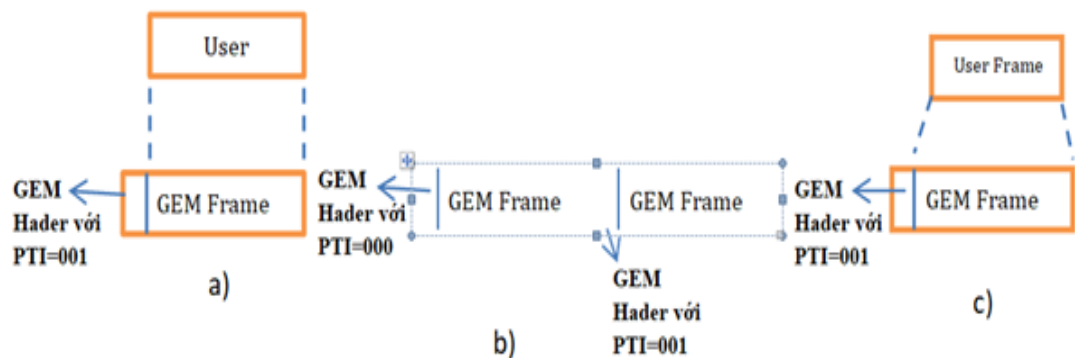 User
GEM
Hader với
PTI=001
GEM Frame
a)
GEM
Hader với
PTI=000
GEM Frame
GEM Frame
GEM
Hader với
PTI=001
b)
User Frame
GEM
Hader với
PTI=001
GEM Frame
c)